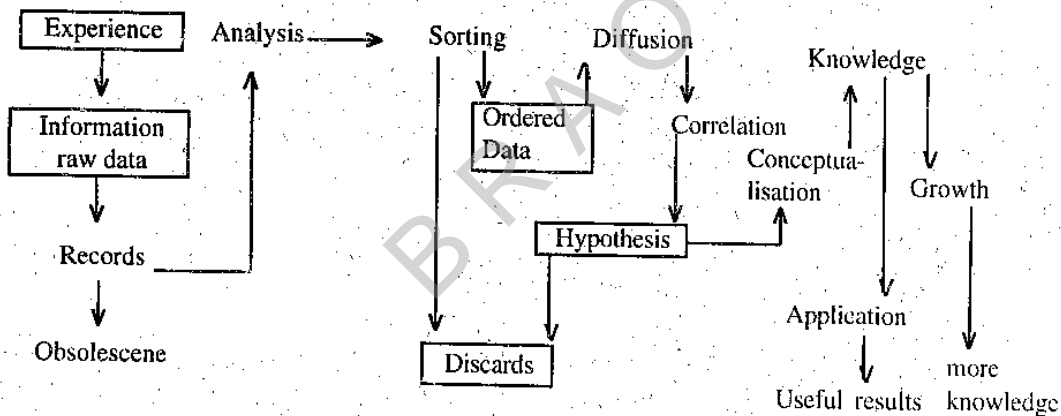 Experience
Analysis
Sorting
Diffusion
Knowledge
Information
raw data
Ordered
Data
Correlation
Conceptua-
lisation
Growth
Records
Hypothesis
Application
Obsolescene
Discards
Useful results
more
knowledge
B R A O